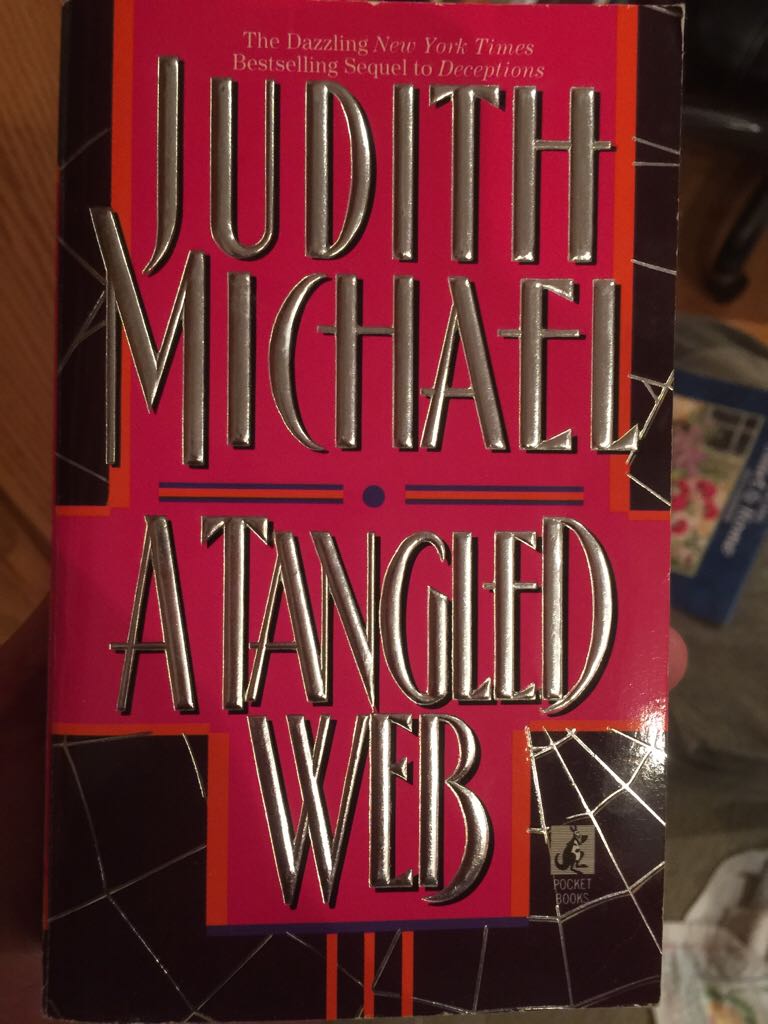 The Dazzling New York Times
Bestselling Sequel to Deceptions
JUDITH
MICHAEL
A TANGLED
WEB
POCKET
BOOKS